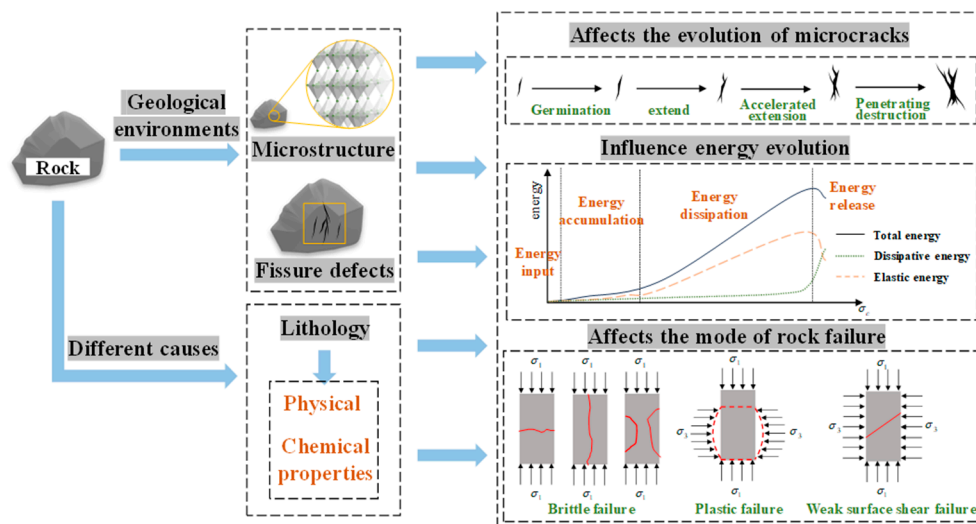 Rock
Geological
environments
Different causes
Microstructure
Fissure defects
Lithology
Physical
Chemical
properties
Affects the evolution of microcracks
Germination
extend
Accelerated
extension
Penetrating
destruction
Influence energy evolution
energy
Energy
input
Energy
accumulation
Energy
dissipation
Energy
release
Total energy
Dissipative energy
Elastic energy
σc
Affects the mode of rock failure
σ1 σ1 σ1
σ1 σ1 σ1
Brittle failure
σ1
σ3 σ3
σ1
Plastic failure
σ1
σ3 σ3
σ1
Weak surface shear failure